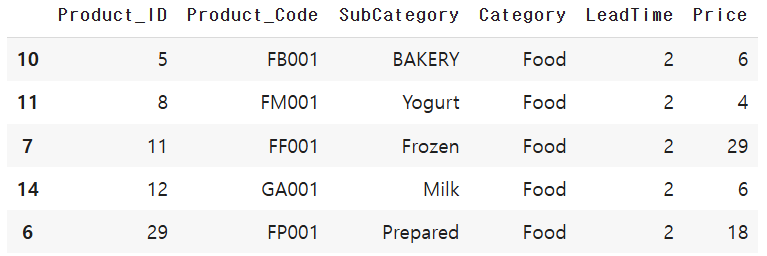 Product_ID Product_Code SubCategory Category LeadTime Price
10 5 FB001 BAKERY Food 2 6
11 8 FM001 Yogurt Food 2 4
7 11 FF001 Frozen Food 2 29
14 12 GA001 Milk Food 2 6
6 29 FP001 Prepared Food 2 18